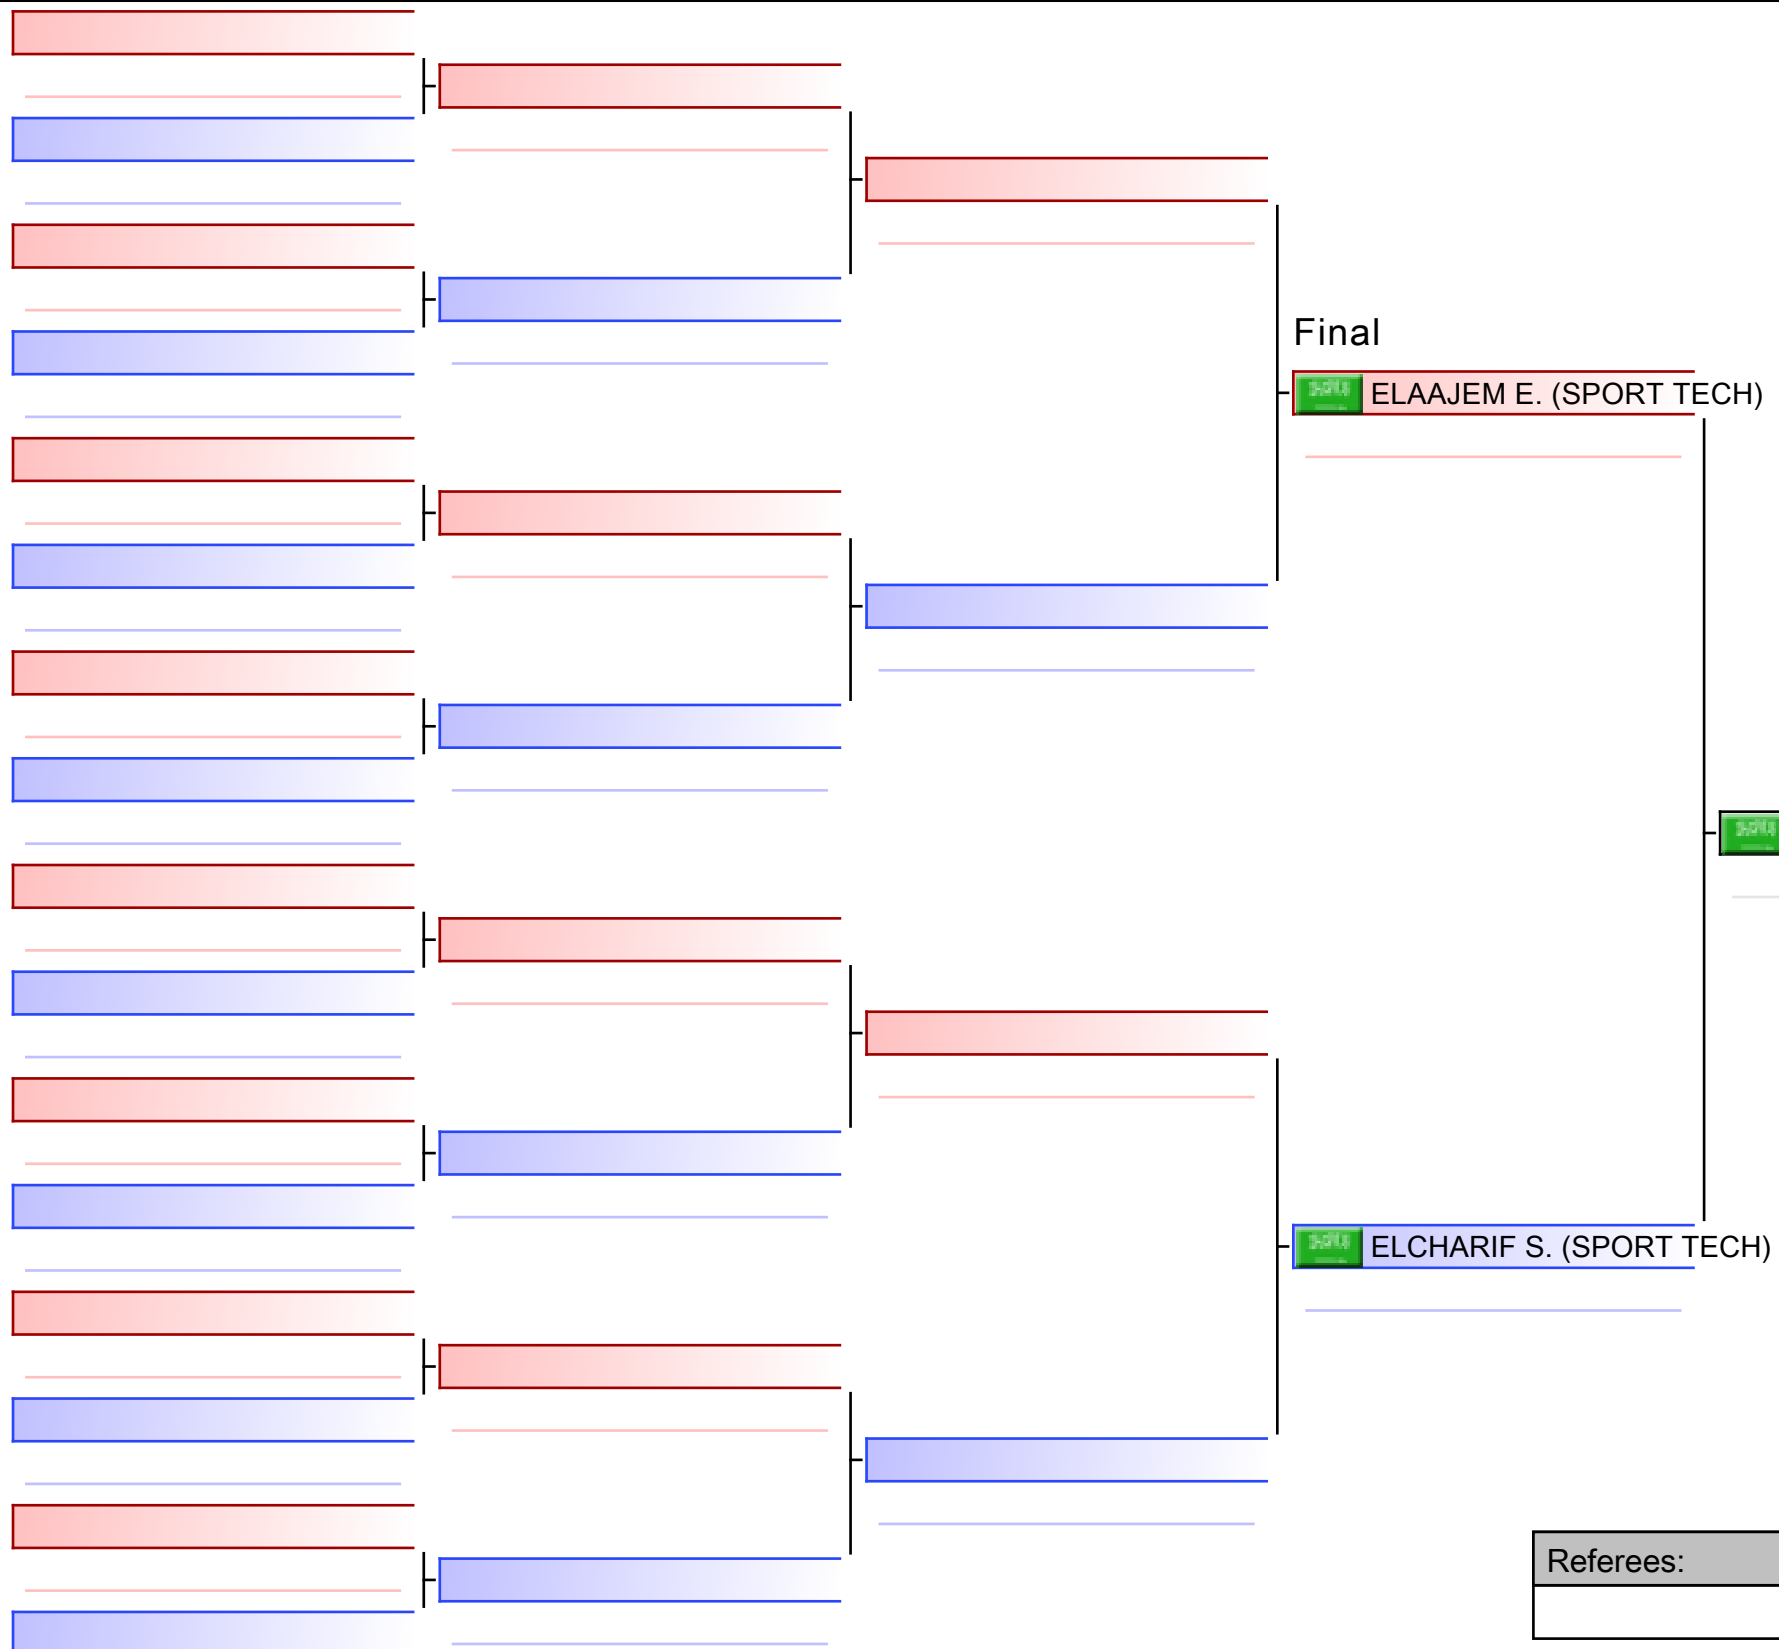 Final
ELAAJEM E. (SPORT TECH)
ELCHARIF S. (SPORT TECH)
Referees: